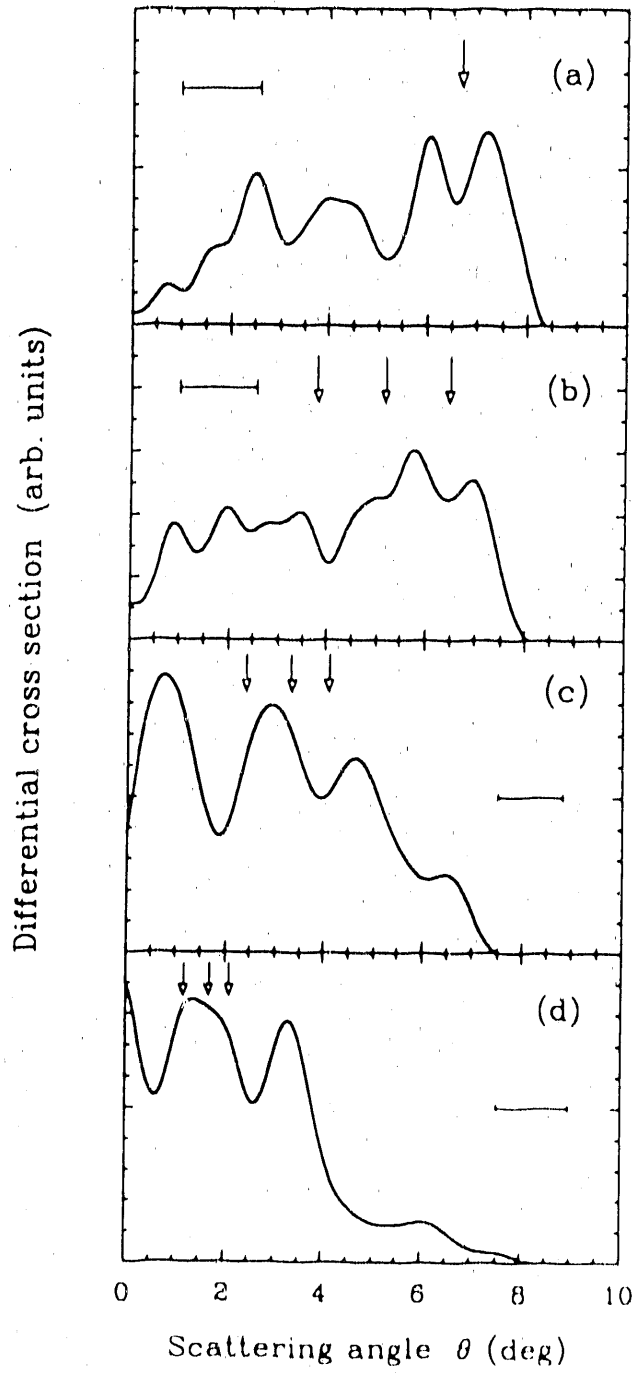 (a)
(b)
(c)
(d)
Differential cross section (arb. units)
0 2 4 6 8 10
Scattering angle θ (deg)